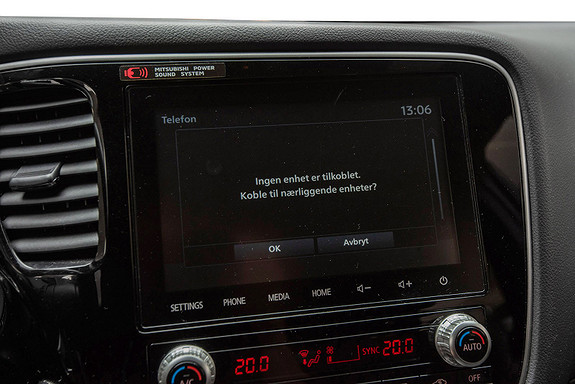 MITSUBISHI POWER
SOUND SYSTEM
Telefon 13:06
Ingen enhet er tilkoblet.
Koble til nærliggende enheter?
OK Avbryt
SETTINGS PHONE MEDIA HOME
A/C 20.0 SYNC 20.0 AUTO OFF